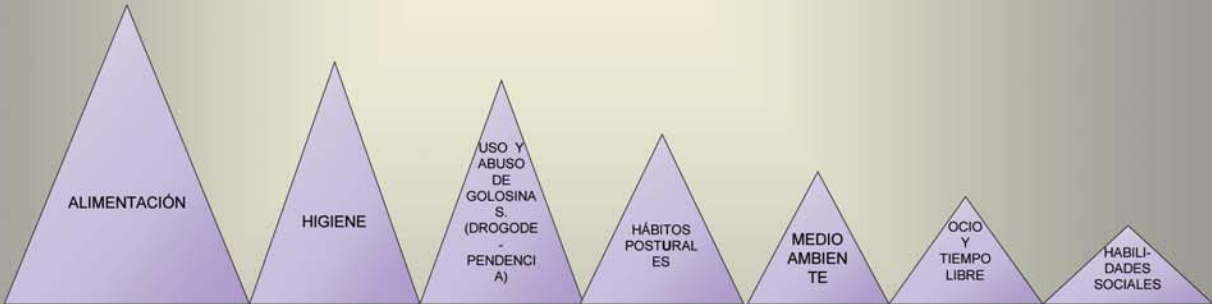 ALIMENTACIÓN
HIGIENE
USO Y
ABUSO
DE
GOLOSINA
S.
(DROGODE
-
PENDENCI
A)
HÁBITOS
POSTURAL
ES
MEDIO
AMBIEN
TE
OCIO
Y
TIEMPO
LIBRE
HABILI-
DADES
SOCIALES